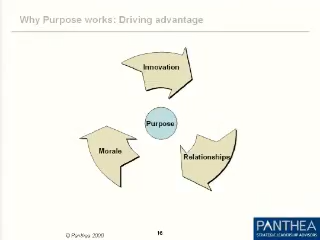 Why Purpose works: Driving advantage
Innovation
Purpose
Morale
Relationships
© Panthea 2009
16
PANTHEA
STRATEGIC LEADERSHIP ADVISORS